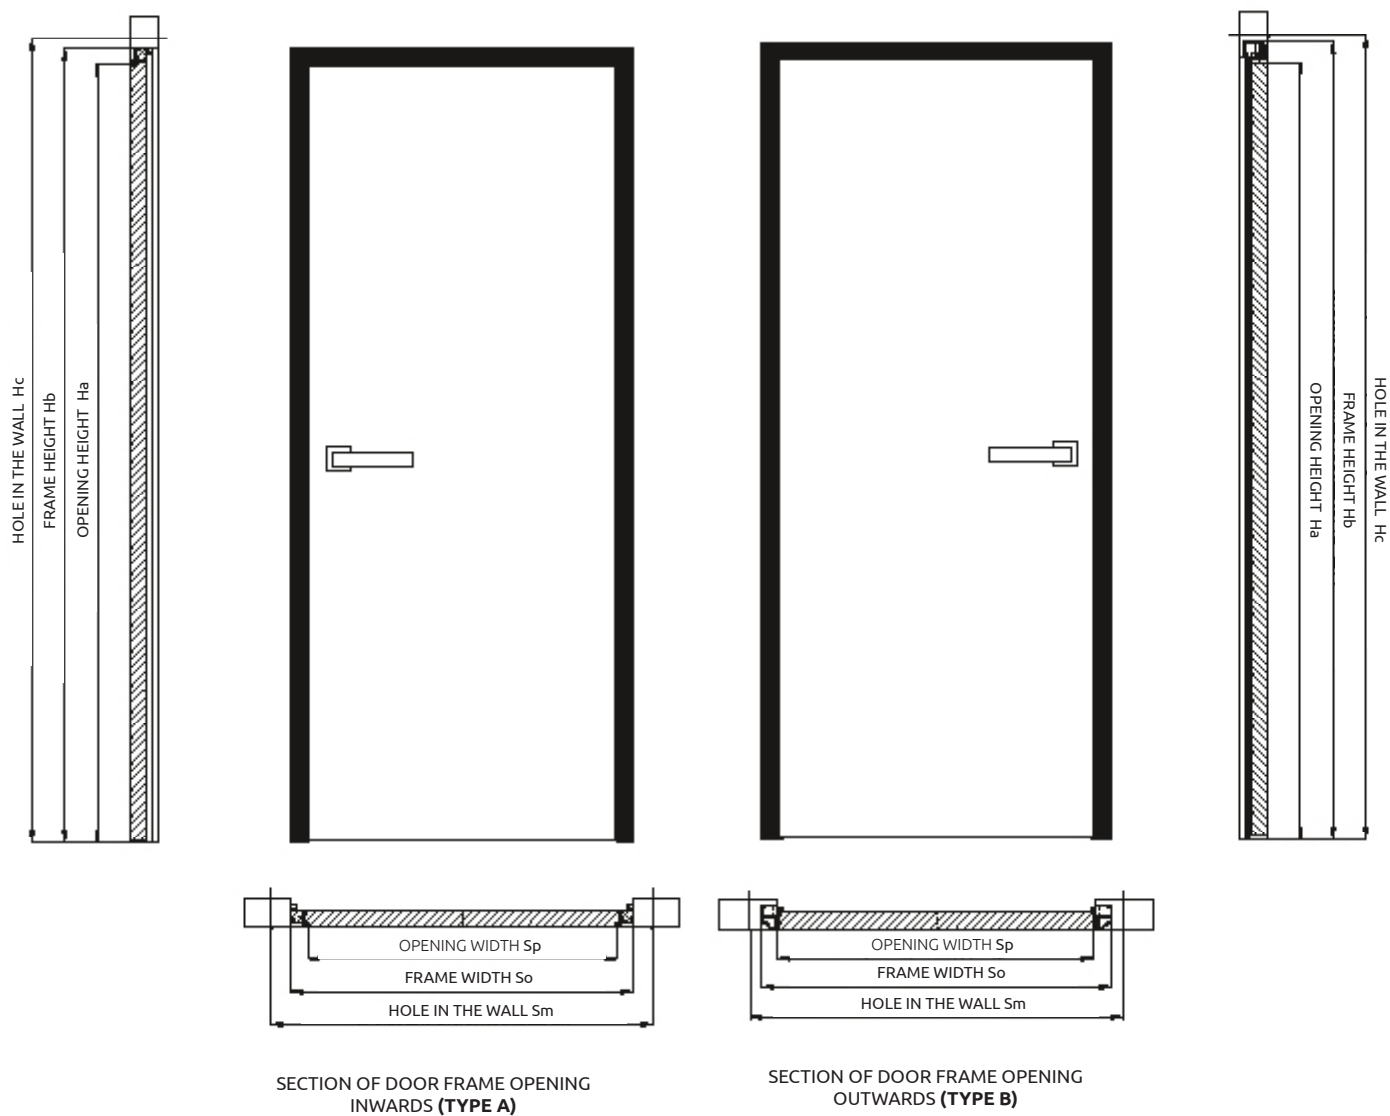 HOLE IN THE WALL Hc
FRAME HEIGHT Hb
OPENING HEIGHT Ha
OPENING HEIGHT Ha
FRAME HEIGHT Hb
HOLE IN THE WALL Hc
OPENING WIDTH Sp
FRAME WIDTH So
HOLE IN THE WALL Sm
OPENING WIDTH Sp
FRAME WIDTH So
HOLE IN THE WALL Sm
SECTION OF DOOR FRAME OPENING
INWARDS (TYPE A)
SECTION OF DOOR FRAME OPENING
OUTWARDS (TYPE B)